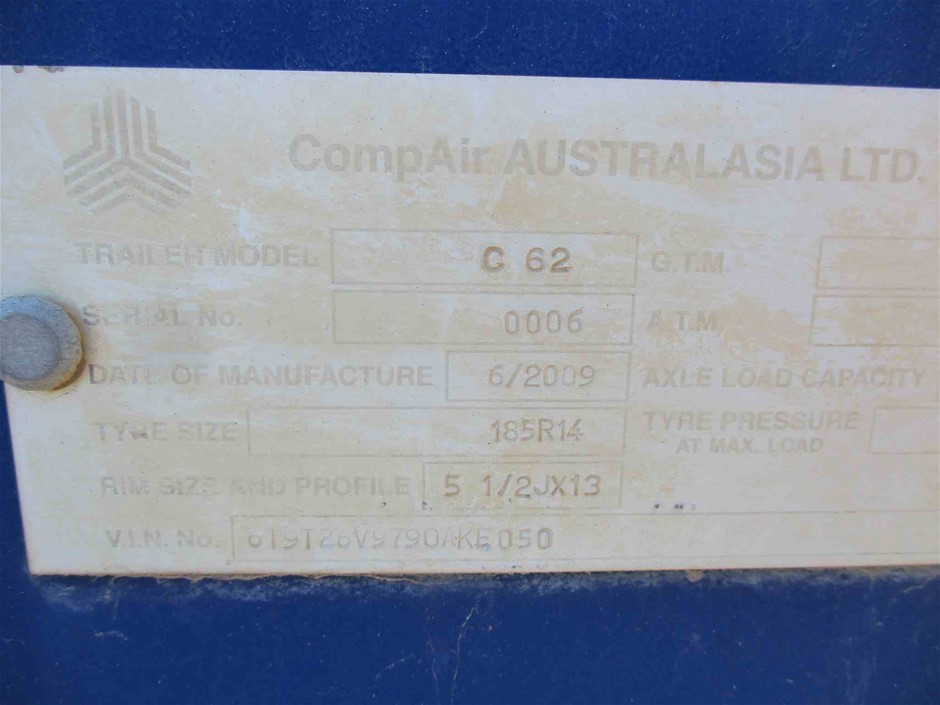 CompAir AUSTRALASIA LTD.
TRAILER MODEL C 62 G.T.M.
SERIAL No. 0006 A.T.M.
DATE OF MANUFACTURE 6/2009 AXLE LOAD CAPACITY
TYRE SIZE 185R14 TYRE PRESSURE
AT MAX. LOAD
RIM SIZE AND PROFILE 5 1/2JX13
V.I.N. No. 6T9T26V9790AKE050